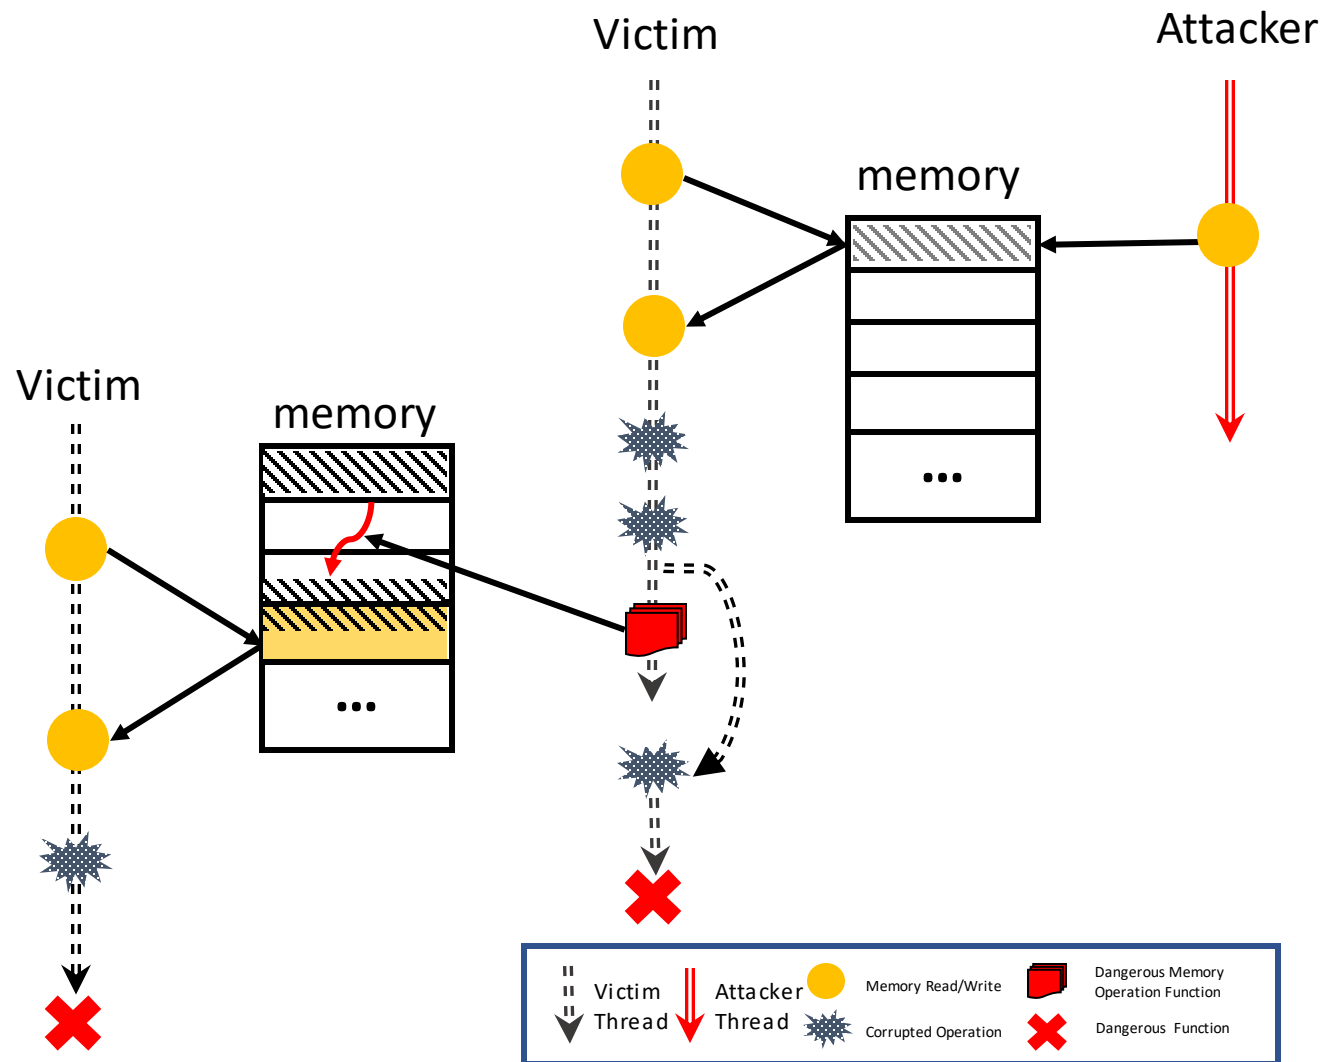 Victim
Attacker
memory
Victim
memory
...
...
Victim
Thread
Attacker
Thread
Memory Read/Write
Corrupted Operation
Dangerous Memory
Operation Function
Dangerous Function